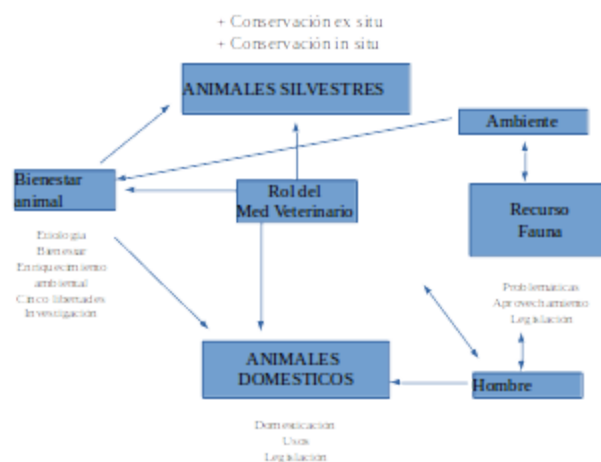 + Conservación ex situ
+ Conservación in situ
ANIMALES SILVESTRES
Ambiente
Bienestar
animal
Rol del
Med Veterinario
Recurso
Fauna
Etiología
Bienestar
Enriquecimiento
ambiental
Cinco libertades
Investigación
Problemáticas
Aprovechamiento
Legislación
ANIMALES
DOMESTICOS
Hombre
Domesticación
Usos
Legislación